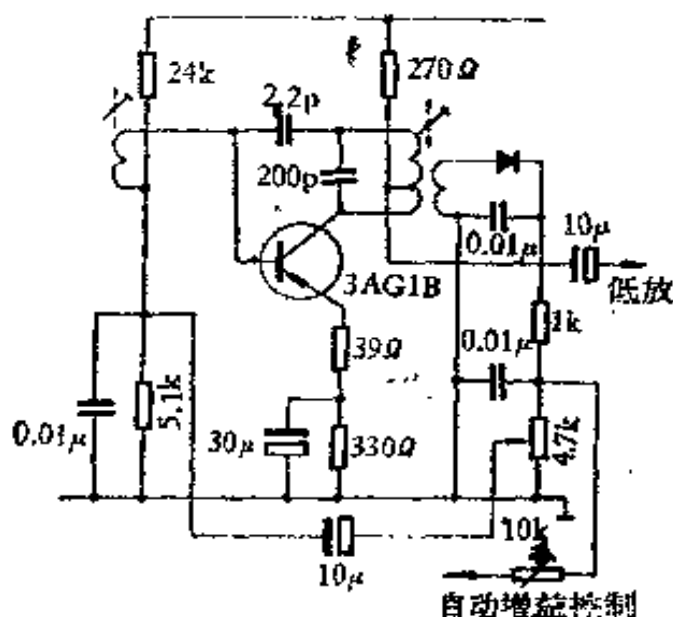 24k
270Ω
2.2p
200p
0.01μ
10μ
3AG1B
低放
1k
39Ω
0.01μ
5.1k
0.01μ
30μ
330Ω
4.7k
10k
10μ
自动增益控制